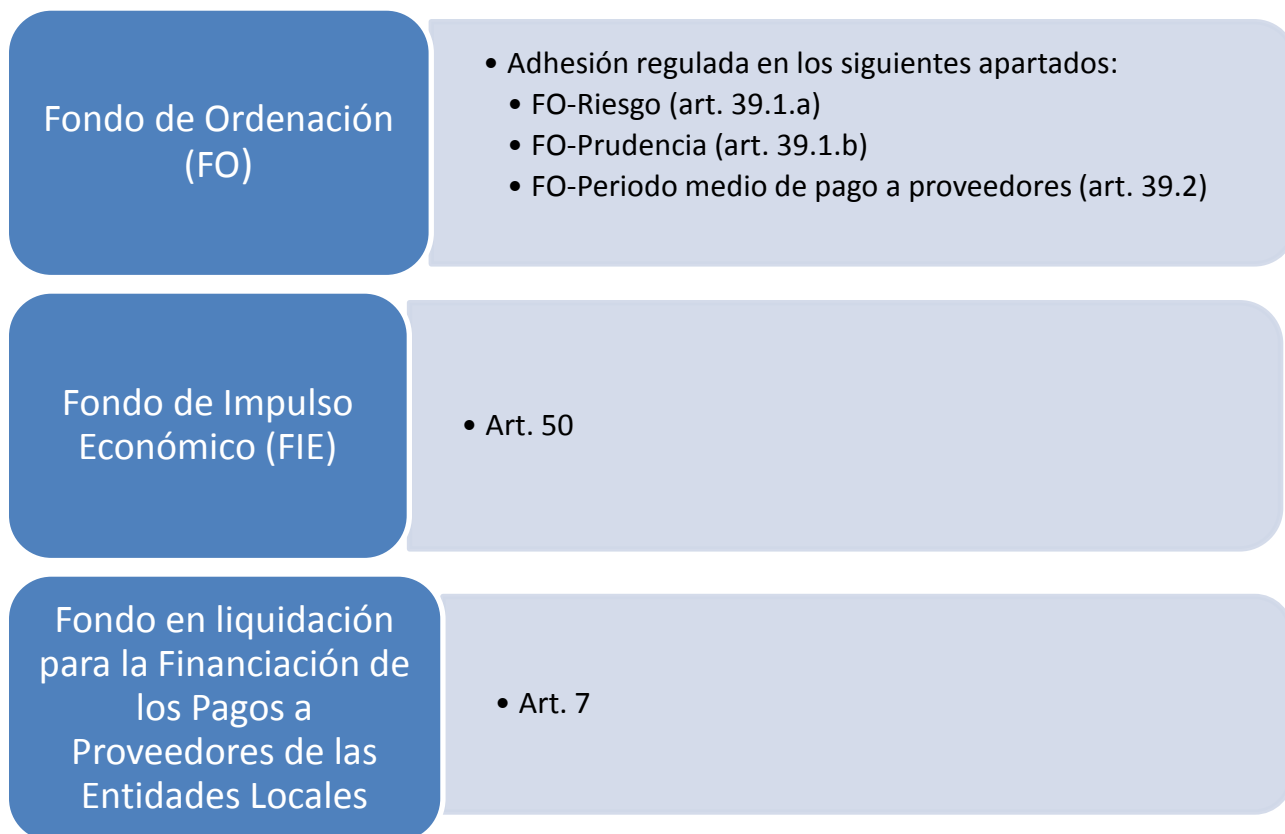 Fondo de Ordenación
(FO)
• Adhesión regulada en los siguientes apartados:
• FO-Riesgo (art. 39.1.a)
• FO-Prudencia (art. 39.1.b)
• FO-Periodo medio de pago a proveedores (art. 39.2)
Fondo de Impulso
Económico (FIE)
• Art. 50
Fondo en liquidación
para la Financiación de
los Pagos a
Proveedores de las
Entidades Locales
• Art. 7